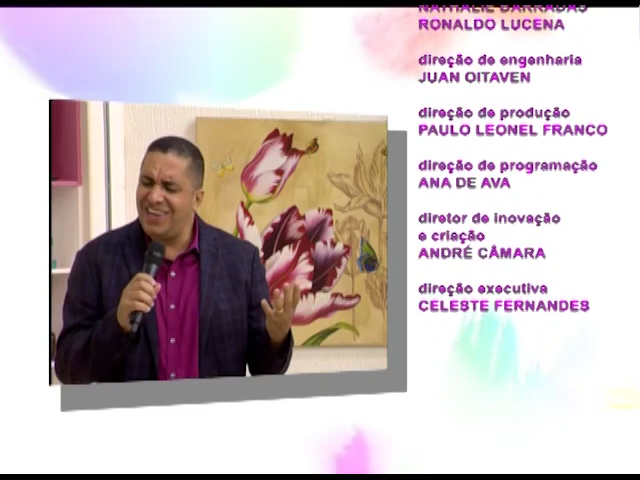 RONALDO LUCENA
direção de engenharia
JUAN OITAVEN
direção de produção
PAULO LEONEL FRANCO
direção de programação
ANA DE AVA
diretor de inovação
e criação
ANDRÉ CÂMARA
direção executiva
CELESTE FERNANDES